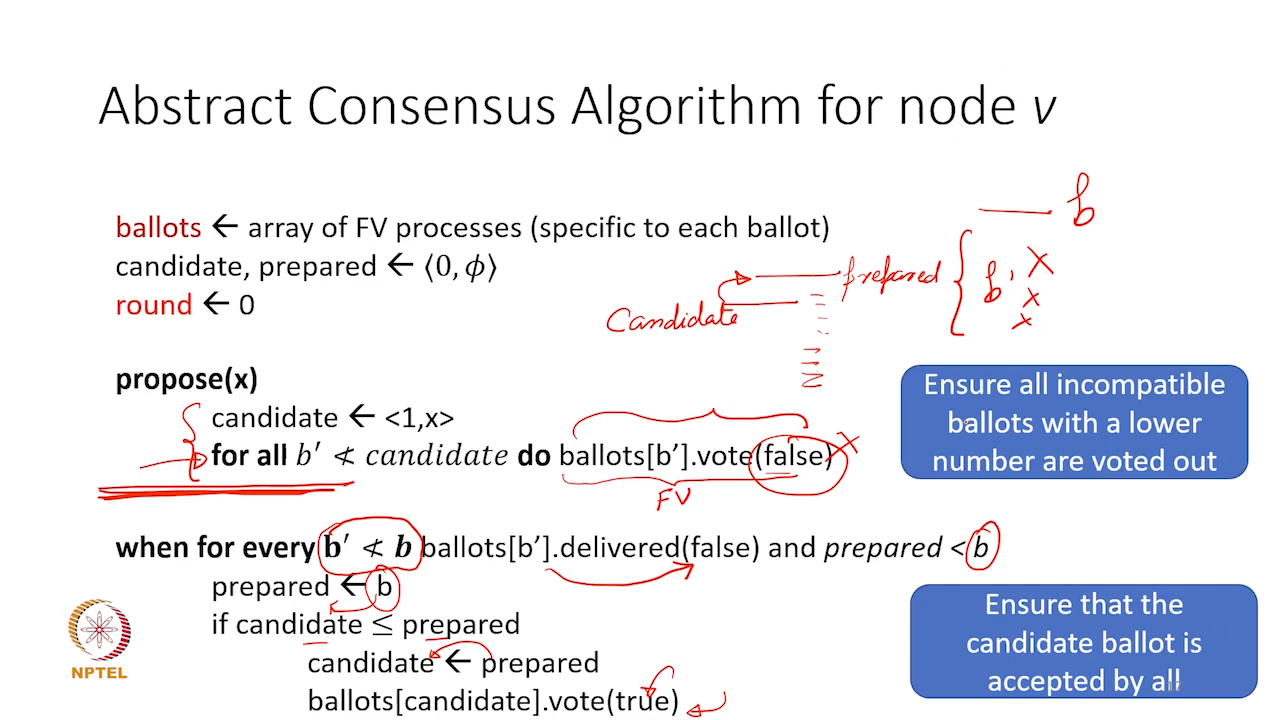 Abstract Consensus Algorithm for node v
b
ballots ← array of FV processes (specific to each ballot)
candidate, prepared ← ⟨0, ϕ⟩
prepared { b, x
x
x
round ← 0
Candidate
propose(x)
candidate ← <1,x>
for all b′ ≮ candidate do ballots[b’].vote(false) x
FV
Ensure all incompatible
ballots with a lower
number are voted out
when for every b′ ≮ b ballots[b’].delivered(false) and prepared < b
prepared ← b
if candidate ≤ prepared
candidate ← prepared
ballots[candidate].vote(true)
Ensure that the
candidate ballot is
accepted by all
NPTEL